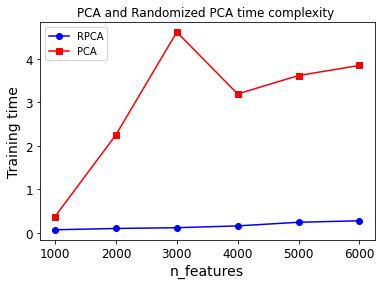 PCA and Randomized PCA time complexity
RPCA
PCA
Training time
4
3
2
1
0
1000 2000 3000 4000 5000 6000
n_features